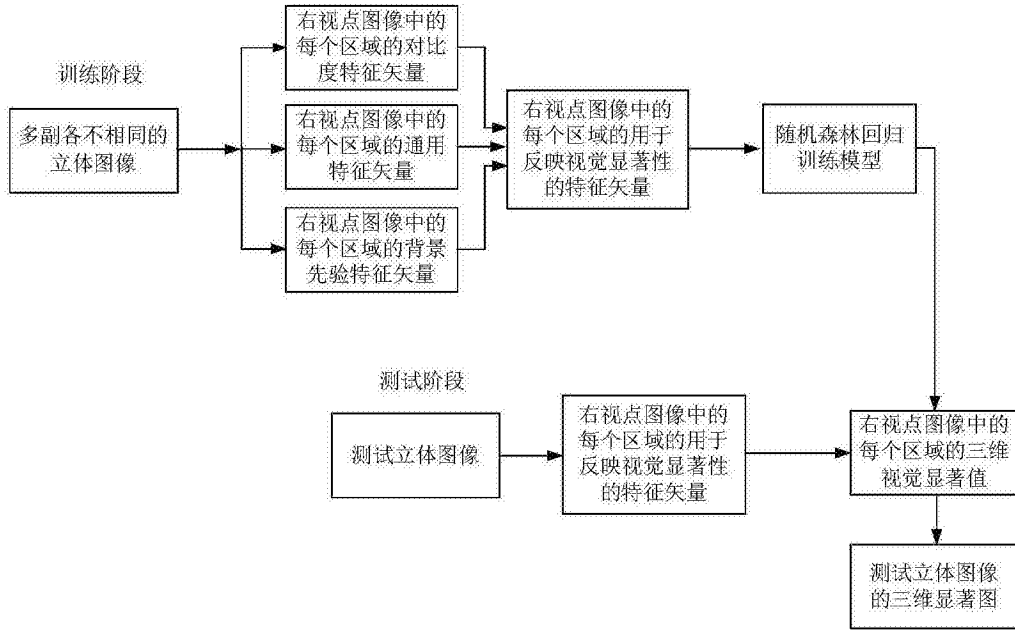 训练阶段
多副各不相同的
立体图像
右视点图像中的
每个区域的对比
度特征矢量
右视点图像中的
每个区域的通用
特征矢量
右视点图像中的
每个区域的背景
先验特征矢量
右视点图像中的
每个区域的用于
反映视觉显著性
的特征矢量
随机森林回归
训练模型
测试阶段
测试立体图像
右视点图像中的
每个区域的用于
反映视觉显著性
的特征矢量
右视点图像中的
每个区域的三维
视觉显著值
测试立体图像
的三维显著图